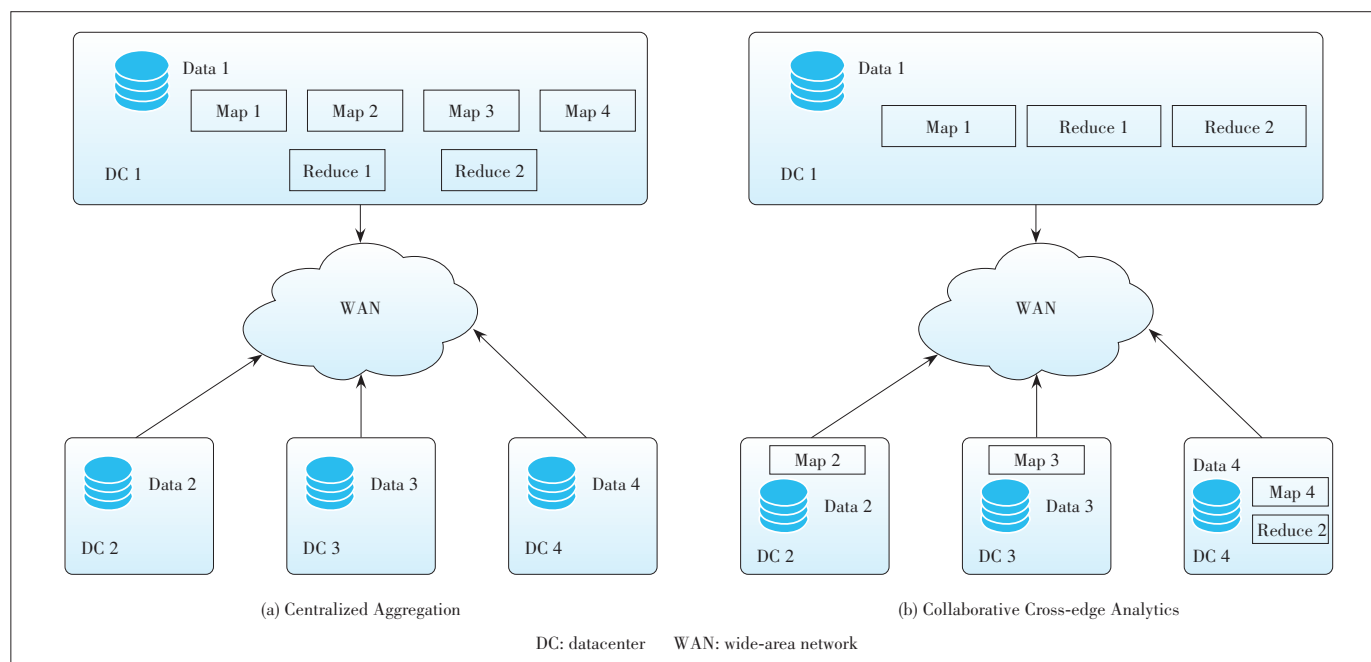 Data 1
Map 1
Map 2
Map 3
Map 4
Reduce 1
Reduce 2
DC 1
WAN
Data 2
DC 2
Data 3
DC 3
Data 4
DC 4
(a) Centralized Aggregation
Data 1
Map 1
Reduce 1
Reduce 2
DC 1
WAN
Map 2
Data 2
DC 2
Map 3
Data 3
DC 3
Data 4
Map 4
Reduce 2
DC 4
(b) Collaborative Cross-edge Analytics
DC: datacenter WAN: wide-area network